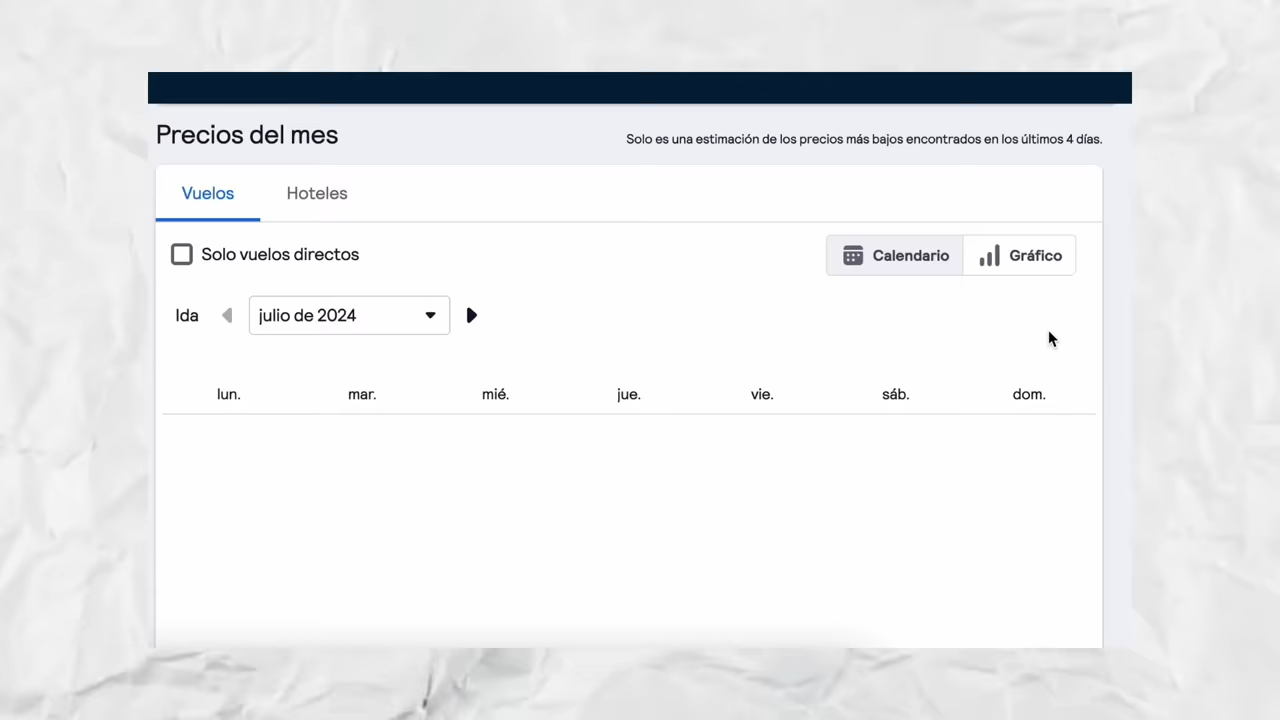 Precios del mes
Solo es una estimación de los precios más bajos encontrados en los últimos 4 días.
Vuelos Hoteles
Solo vuelos directos
Calendario Gráfico
Ida julio de 2024
lun. mar. mié. jue. vie. sáb. dom.